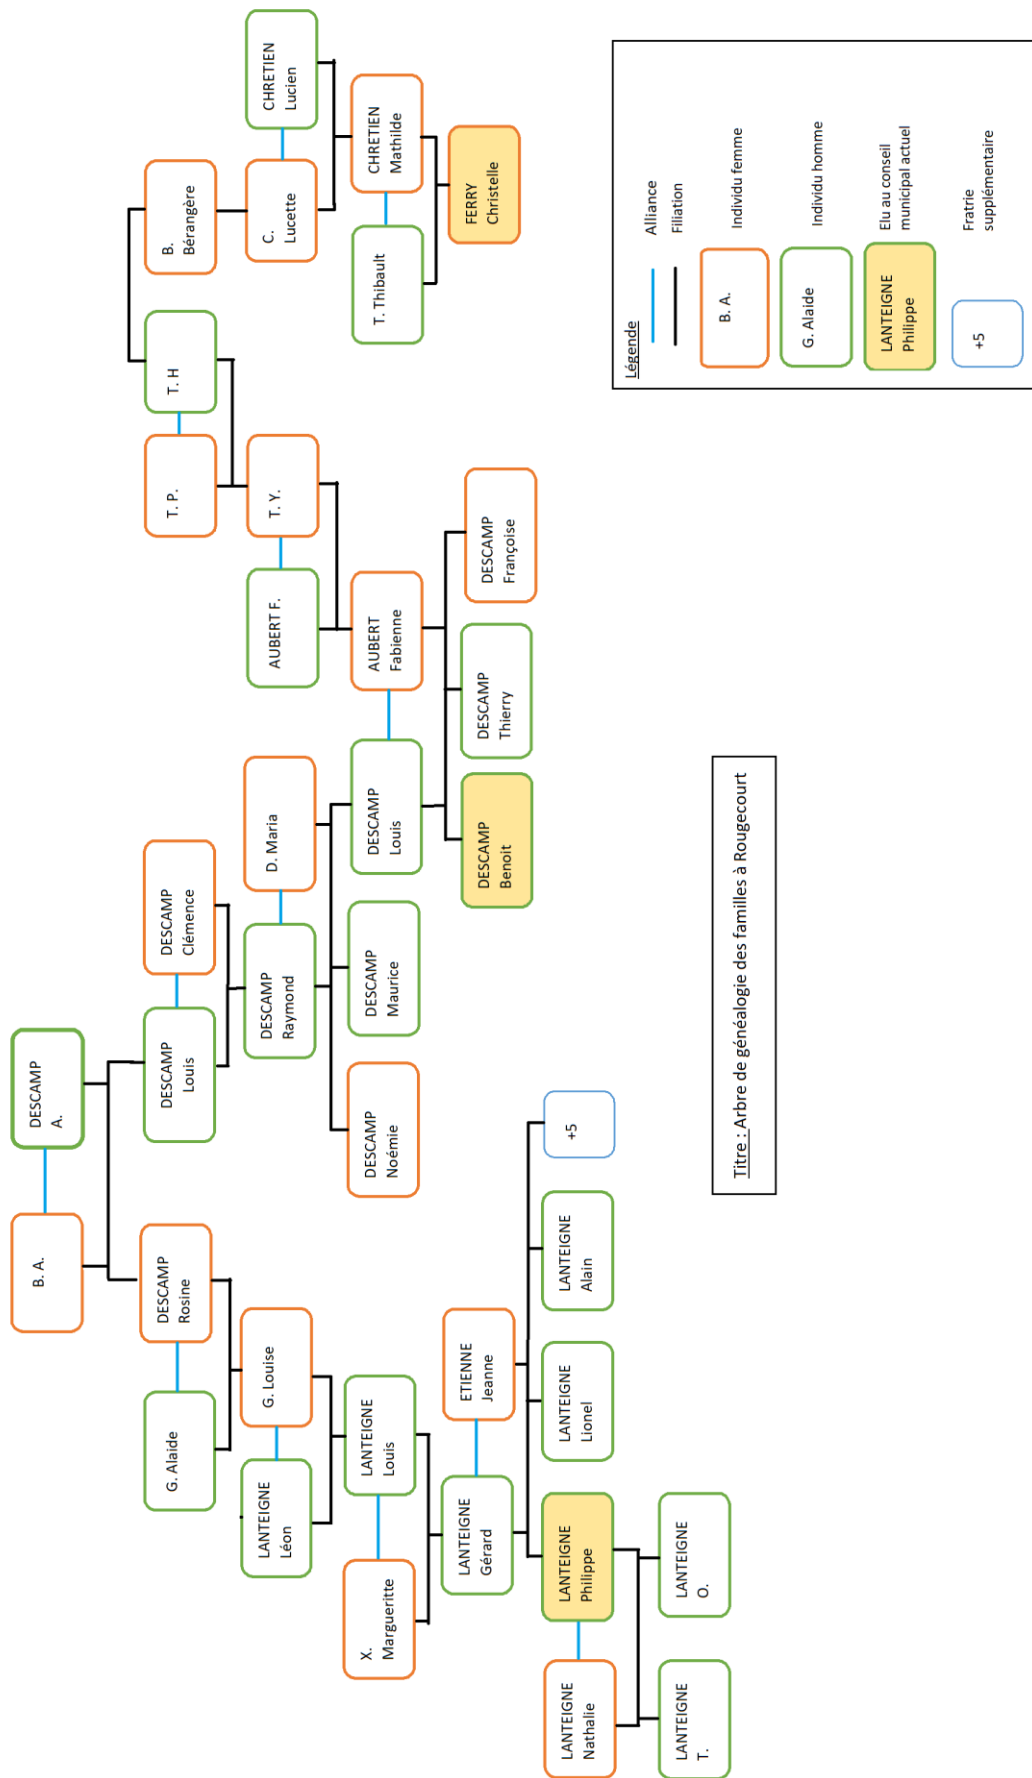 B. A.
DESCAMP
A.
G. Alaide
DESCAMP
Rosine
DESCAMP
Louis
DESCAMP
Clémence
T. P.
T. H
B.
Bérangère
LANTEIGNE
Léon
G. Louise
DESCAMP
Raymond
D. Maria
AUBERT F.
T. Y.
C.
Lucette
CHRETIEN
Lucien
X.
Margueritte
LANTEIGNE
Louis
DESCAMP
Noémie
DESCAMP
Maurice
DESCAMP
Louis
AUBERT
Fabienne
T. Thibault
CHRETIEN
Mathilde
LANTEIGNE
Gérard
ETIENNE
Jeanne
DESCAMP
Benoit
DESCAMP
Thierry
DESCAMP
Françoise
FERRY
Christelle
LANTEIGNE
Nathalie
LANTEIGNE
Philippe
LANTEIGNE
Lionel
LANTEIGNE
Alain
+5
LANTEIGNE
T.
LANTEIGNE
O.
Titre : Arbre de généalogie des familles à Rougecourt
Légende
Alliance
Filiation
B. A.
Individu femme
G. Alaide
Individu homme
LANTEIGNE
Philippe
Elu au conseil
municipal actuel
+5
Fratrie
supplémentaire